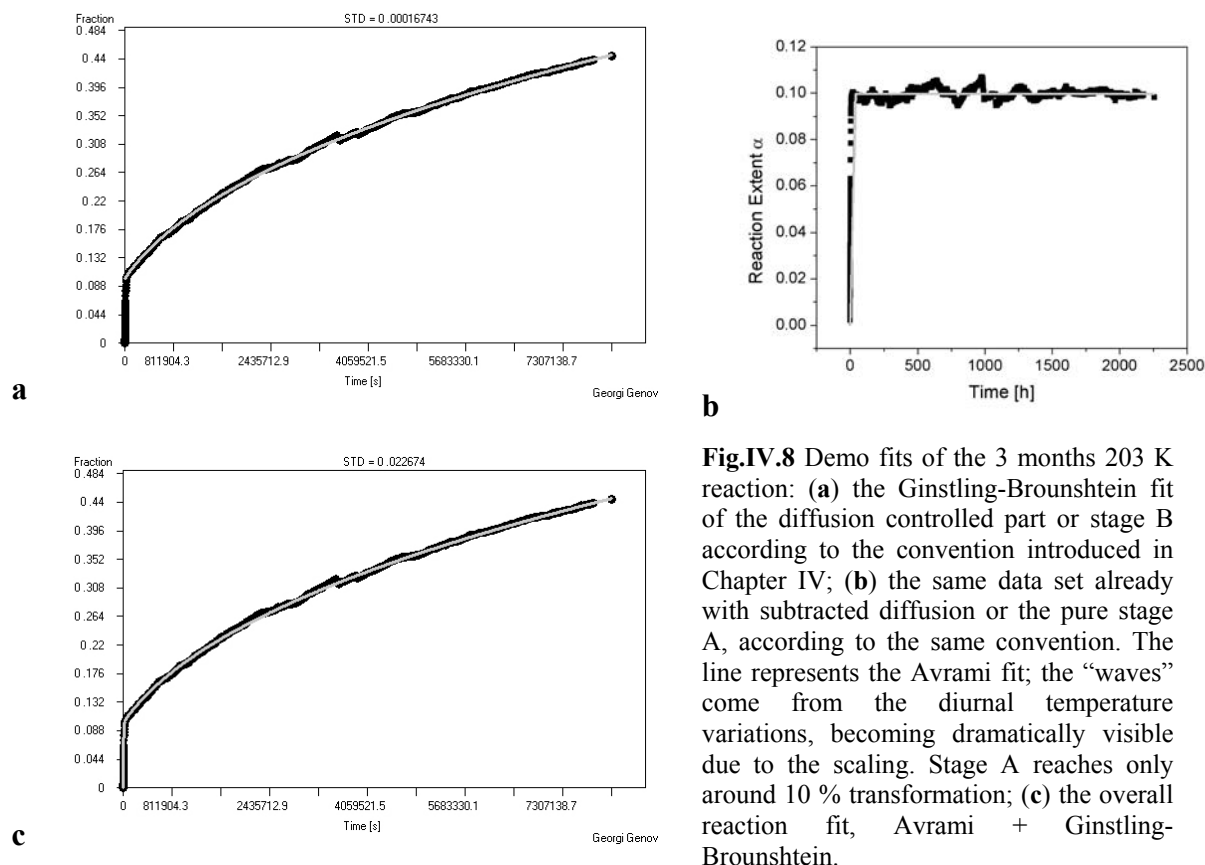 Fraction
STD = 0.00016743
0.484
0.44
0.396
0.352
0.308
0.264
0.22
0.176
0.132
0.088
0.044
0
0 811904.3 2435712.9 4059521.5 5683330.1 7307138.7
Time [s]
Georgi Genov
a
0.12
0.10
0.08
0.06
0.04
0.02
0.00
Reaction Extent α
0 500 1000 1500 2000 2500
Time [h]
b
Fraction
STD = 0.022674
0.484
0.44
0.396
0.352
0.308
0.264
0.22
0.176
0.132
0.088
0.044
0
0 811904.3 2435712.9 4059521.5 5683330.1 7307138.7
Time [s]
Georgi Genov
c
Fig.IV.8 Demo fits of the 3 months 203 K
reaction: (a) the Ginstling-Brounshtein fit
of the diffusion controlled part or stage B
according to the convention introduced in
Chapter IV; (b) the same data set already
with subtracted diffusion or the pure stage
A, according to the same convention. The
line represents the Avrami fit; the “waves”
come from the diurnal temperature
variations, becoming dramatically visible
due to the scaling. Stage A reaches only
around 10 % transformation; (c) the overall
reaction fit, Avrami + Ginstling-
Brounshtein.